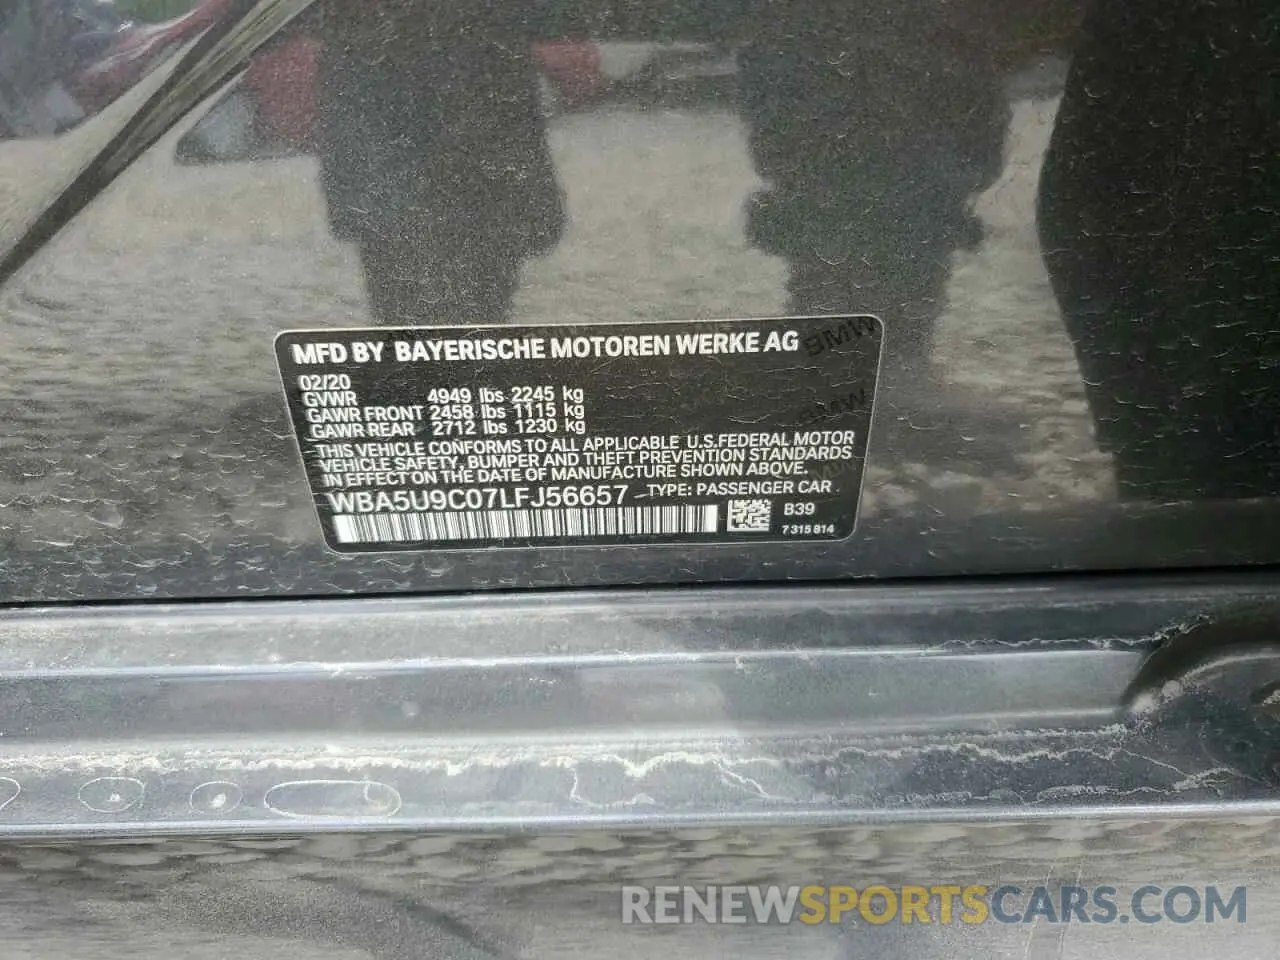 MFD BY BAYERISCHE MOTOREN WERKE AG
BMW
02/20
GVWR 4949 lbs 2245 kg
GAWR FRONT 2458 lbs 1115 kg
GAWR REAR 2712 lbs 1230 kg
BMW
THIS VEHICLE CONFORMS TO ALL APPLICABLE U.S.FEDERAL MOTOR
VEHICLE SAFETY, BUMPER AND THEFT PREVENTION STANDARDS
IN EFFECT ON THE DATE OF MANUFACTURE SHOWN ABOVE.
BMW
WBA5U9C07LFJ56657 TYPE: PASSENGER CAR
B39
7 315 814
RENEWSPORTSCARS.COM